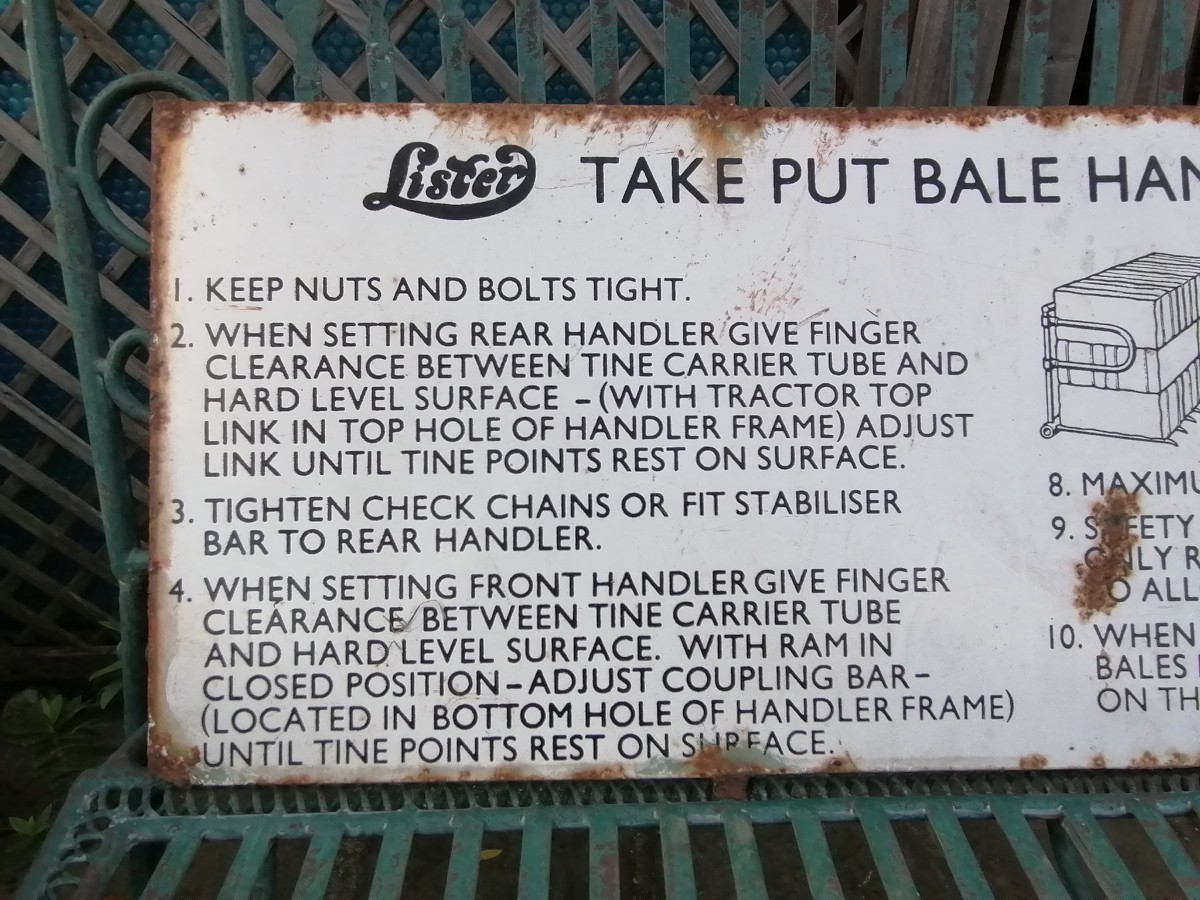 Lister TAKE PUT BALE HAN
1. KEEP NUTS AND BOLTS TIGHT.
2. WHEN SETTING REAR HANDLER GIVE FINGER
CLEARANCE BETWEEN TINE CARRIER TUBE AND
HARD LEVEL SURFACE – (WITH TRACTOR TOP
LINK IN TOP HOLE OF HANDLER FRAME) ADJUST
LINK UNTIL TINE POINTS REST ON SURFACE.
3. TIGHTEN CHECK CHAINS OR FIT STABILISER
BAR TO REAR HANDLER.
4. WHEN SETTING FRONT HANDLER GIVE FINGER
CLEARANCE BETWEEN TINE CARRIER TUBE
AND HARD LEVEL SURFACE. WITH RAM IN
CLOSED POSITION – ADJUST COUPLING BAR –
(LOCATED IN BOTTOM HOLE OF HANDLER FRAME)
UNTIL TINE POINTS REST ON SURFACE.
8. MAXIMU
9. SAFETY
ONLY R
TO ALL
10. WHEN
BALES
ON TH